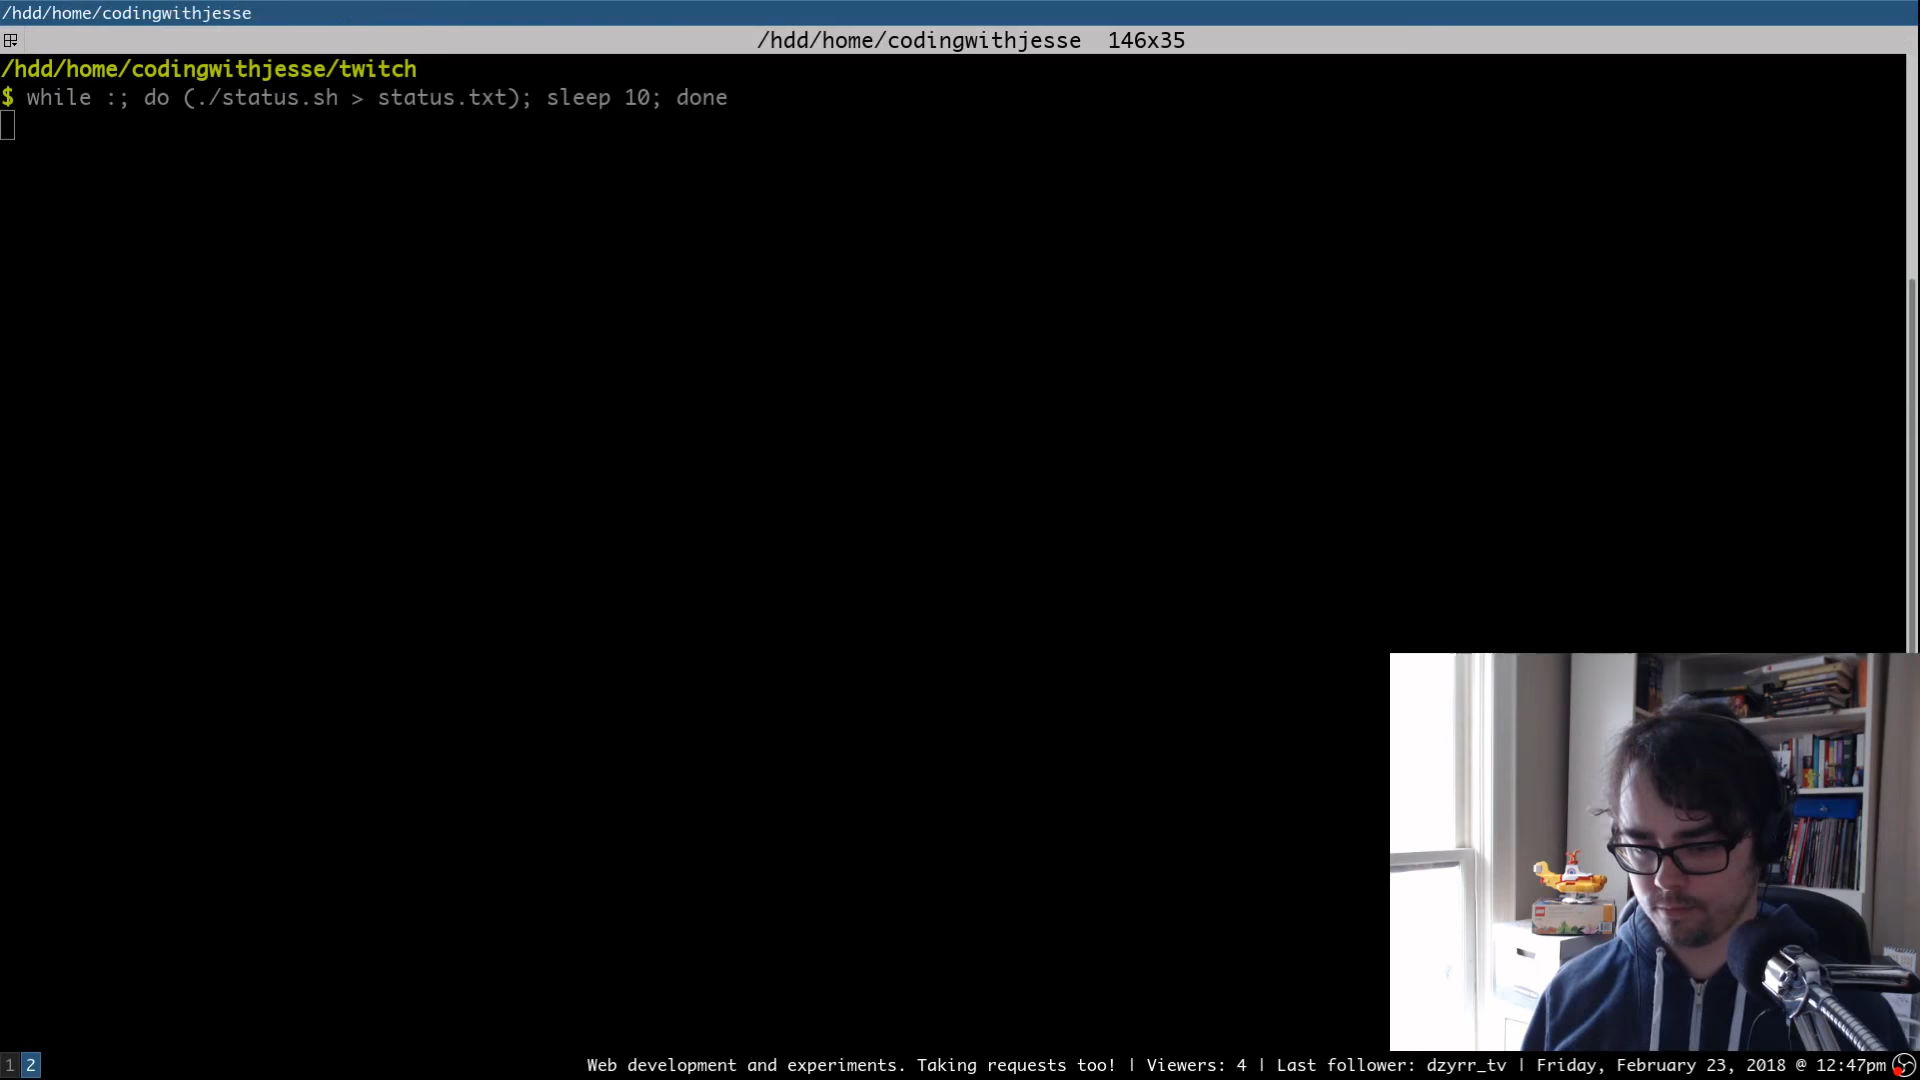 /hdd/home/codingwithjesse
/hdd/home/codingwithjesse 146x35
/hdd/home/codingwithjesse/twitch
$ while :; do (./status.sh > status.txt); sleep 10; done
1 2 Web development and experiments. Taking requests too! | Viewers: 4 | Last follower: dzyrr_tv | Friday, February 23, 2018 @ 12:47pm